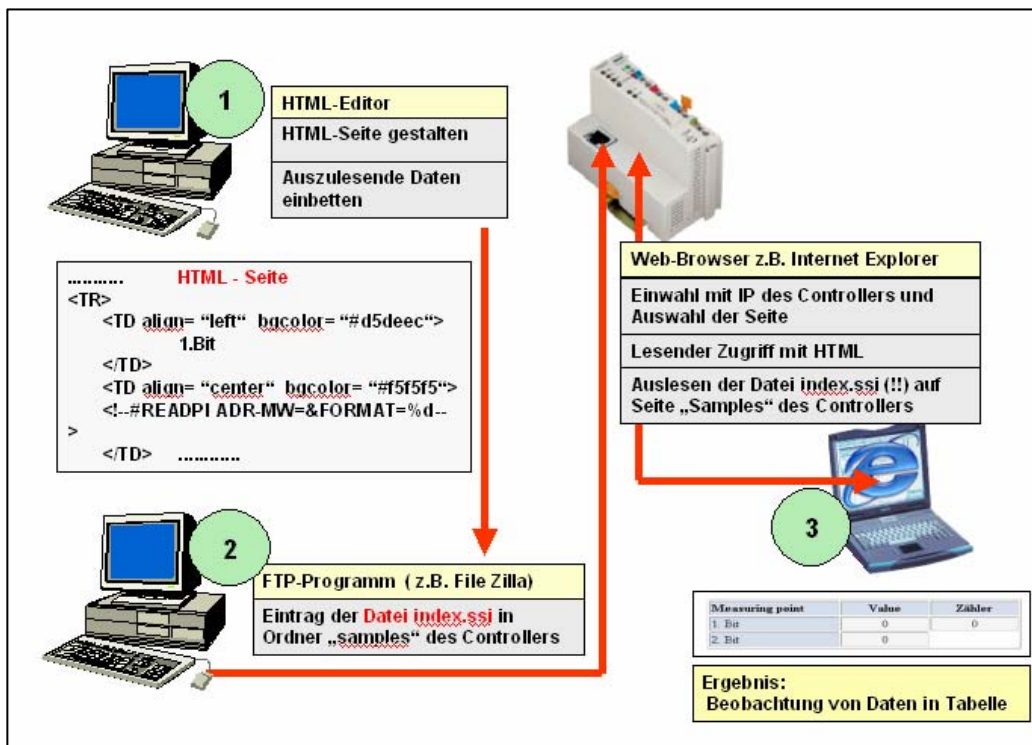 1
HTML-Editor
HTML-Seite gestalten
Auszulesende Daten
einbetten
........... HTML - Seite
<TR>
<TD align= “left“ bgcolor= “#d5deec“>
1.Bit
</TD>
<TD align= “center“ bgcolor= “#f5f5f5“>
<!--#READPI ADR-MW=&FORMAT=%d--
>
</TD> ............
2
FTP-Programm ( z.B. File Zilla)
Eintrag der Datei index.ssi in
Ordner „samples“ des Controllers
Web-Browser z.B. Internet Explorer
Einwahl mit IP des Controllers und
Auswahl der Seite
Lesender Zugriff mit HTML
Auslesen der Datei index.ssi (!!) auf
Seite „Samples“ des Controllers
3
Measuring point Value Zähler
1. Bit 0 0
2. Bit 0
Ergebnis:
Beobachtung von Daten in Tabelle